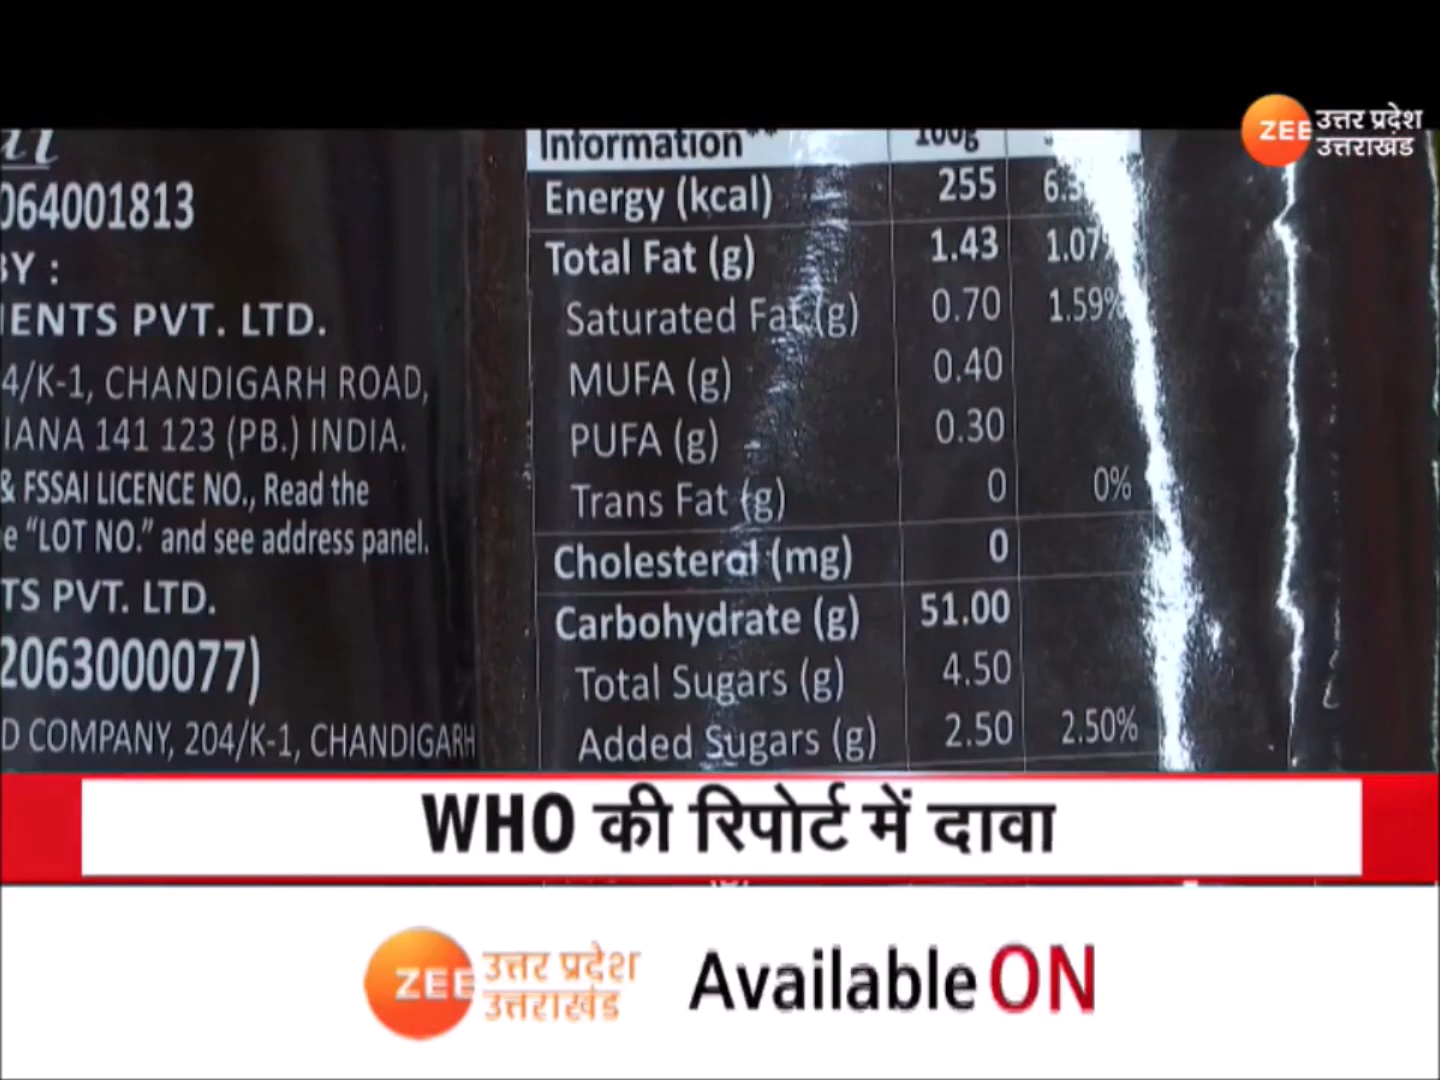 ZEE उत्तर प्रदेश
उत्तराखंड
064001813
BY :
IENTS PVT. LTD.
4/K-1, CHANDIGARH ROAD,
IANA 141 123 (PB.) INDIA.
& FSSAI LICENCE NO., Read the
e “LOT NO.” and see address panel.
TS PVT. LTD.
2063000077)
D COMPANY, 204/K-1, CHANDIGARH
Information** 100g
Energy (kcal) 255
Total Fat (g) 1.43 1.07%
Saturated Fat (g) 0.70 1.59%
MUFA (g) 0.40
PUFA (g) 0.30
Trans Fat (g) 0 0%
Cholesterol (mg) 0
Carbohydrate (g) 51.00
Total Sugars (g) 4.50
Added Sugars (g) 2.50 2.50%
WHO की रिपोर्ट में दावा
ZEE उत्तर प्रदेश
उत्तराखंड
Available ON